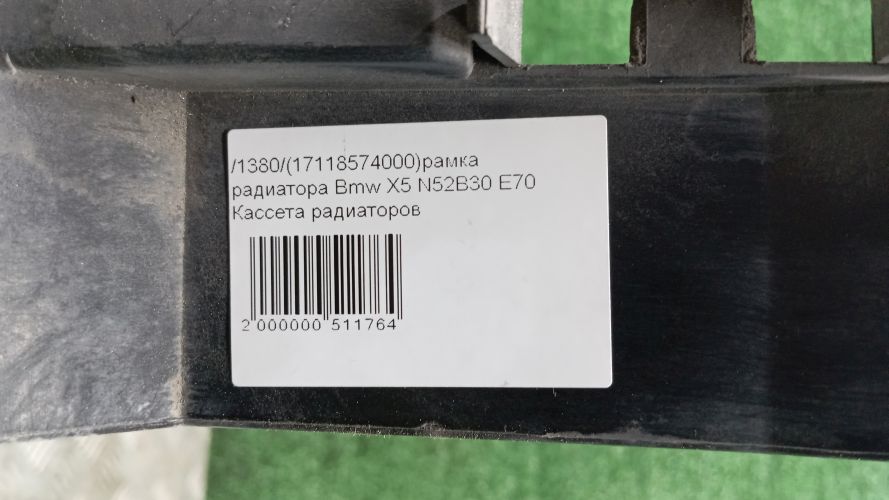 /1380/(17118574000)рамка
радиатора Bmw X5 N52B30 E70
Кассета радиаторов
2 000000 511764